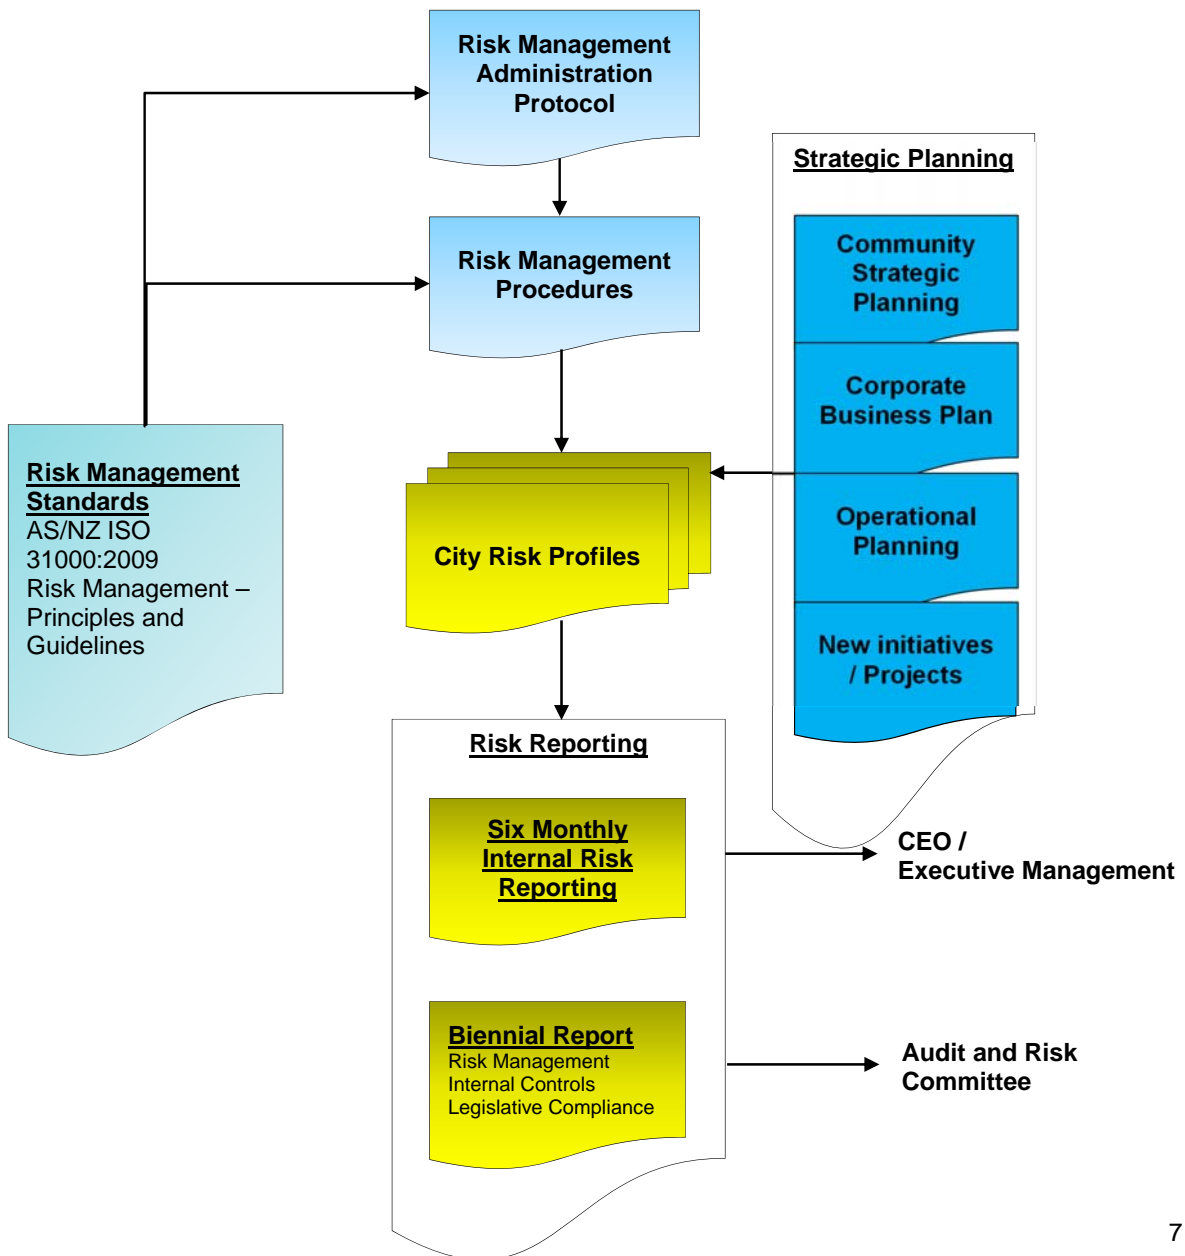 Risk Management
Administration
Protocol
Strategic Planning
Community
Strategic
Planning
Risk Management
Procedures
Corporate
Business Plan
Risk Management
Standards
AS/NZ ISO
31000:2009
Risk Management –
Principles and
Guidelines
City Risk Profiles
Operational
Planning
New initiatives
/ Projects
Risk Reporting
Six Monthly
Internal Risk
Reporting
CEO /
Executive Management
Biennial Report
Risk Management
Internal Controls
Legislative Compliance
Audit and Risk
Committee
7